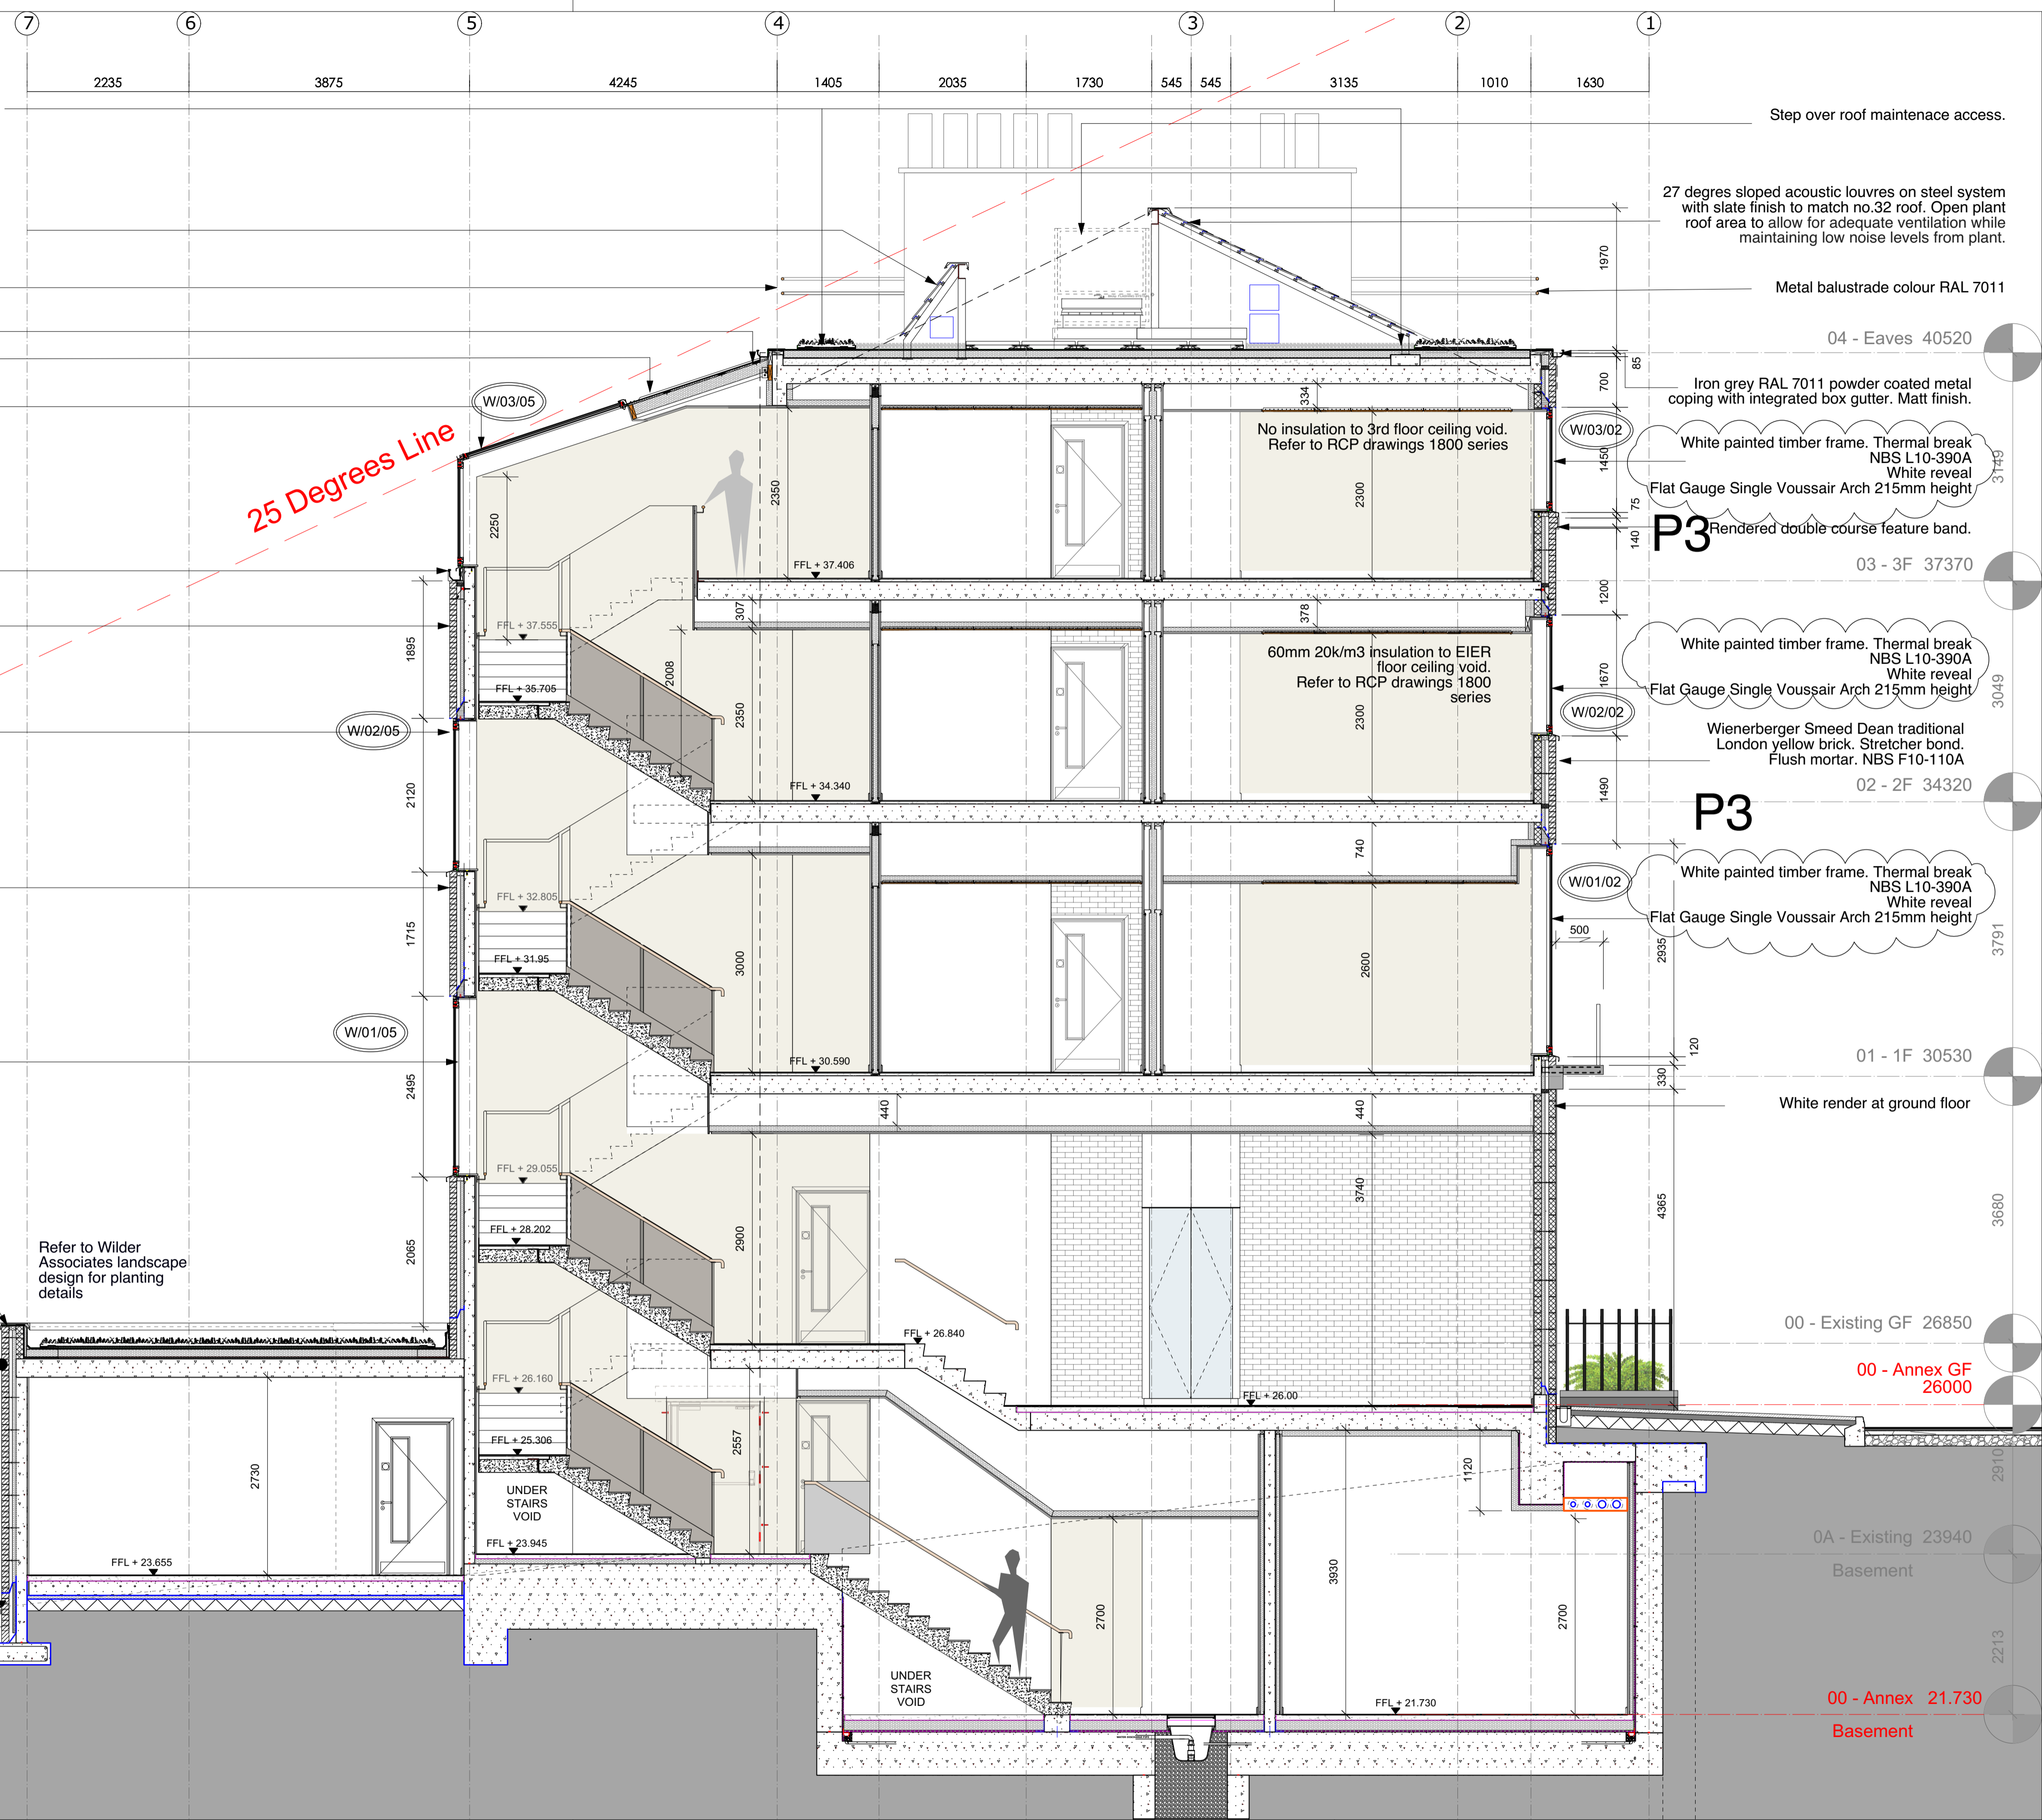 7 6 5 4 3 2 1
2235 3875 4245 1405 2035 1730 545 545 3135 1010 1630
Step over roof maintenace access.
27 degres sloped acoustic louvres on steel system
with slate finish to match no.32 roof. Open plant
roof area to allow for adequate ventilation while
maintaining low noise levels from plant.
1970
Metal balustrade colour RAL 7011
04 - Eaves 40520
85
700
Iron grey RAL 7011 powder coated metal
coping with integrated box gutter. Matt finish.
334
W/03/05
25 Degrees Line
No insulation to 3rd floor ceiling void.
Refer to RCP drawings 1800 series
W/03/02
White painted timber frame. Thermal break
NBS L10-390A
White reveal
Flat Gauge Single Voussair Arch 215mm height
1450
3149
2250
2350
2300
75
140
P3
Rendered double course feature band.
FFL + 37.406
03 - 3F 37370
1200
307
378
FFL + 37.555
1895
2008
60mm 20k/m3 insulation to EIER
floor ceiling void.
Refer to RCP drawings 1800
series
White painted timber frame. Thermal break
NBS L10-390A
White reveal
Flat Gauge Single Voussair Arch 215mm height
1670
3049
FFL + 35.705
2350
2300
W/02/05
W/02/02
Wienerberger Smeed Dean traditional
London yellow brick. Stretcher bond.
Flush mortar. NBS F10-110A
FFL + 34.340
2120
1490
02 - 2F 34320
P3
740
White painted timber frame. Thermal break
NBS L10-390A
White reveal
Flat Gauge Single Voussair Arch 215mm height
W/01/02
FFL + 32.805
1715
FFL + 31.95
3000
2600
500
2935
3791
W/01/05
FFL + 30.590
120
01 - 1F 30530
330
2495
440
440
White render at ground floor
FFL + 29.055
3740
4365
3680
FFL + 28.202
2900
2065
Refer to Wilder
Associates landscape
design for planting
details
FFL + 26.840
00 - Existing GF 26850
FFL + 26.160
00 - Annex GF
26000
FFL + 26.00
FFL + 25.306
2557
2730
1120
2910
UNDER
STAIRS
VOID
FFL + 23.945
FFL + 23.655
0A - Existing 23940
Basement
3930
2700
2700
2213
UNDER
STAIRS
VOID
FFL + 21.730
00 - Annex 21.730
Basement